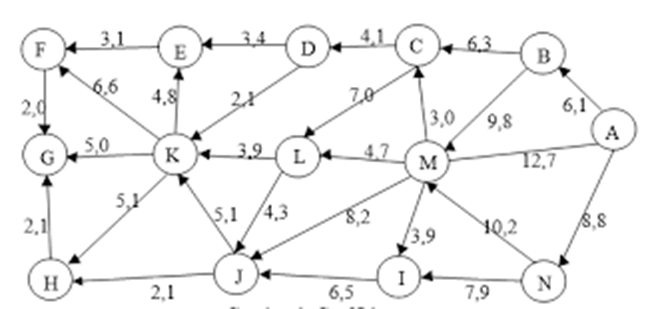 3,1 3,4 4,1 6,3
F E D C B
2,0 6,6 4,8 2,1 7,0 3,0 9,8 6,1
A
G 5,0 K 3,9 L 4,7 M 12,7
2,1 5,1 5,1 4,3 8,2 3,9 10,2 8,8
H 2,1 J 6,5 I 7,9 N